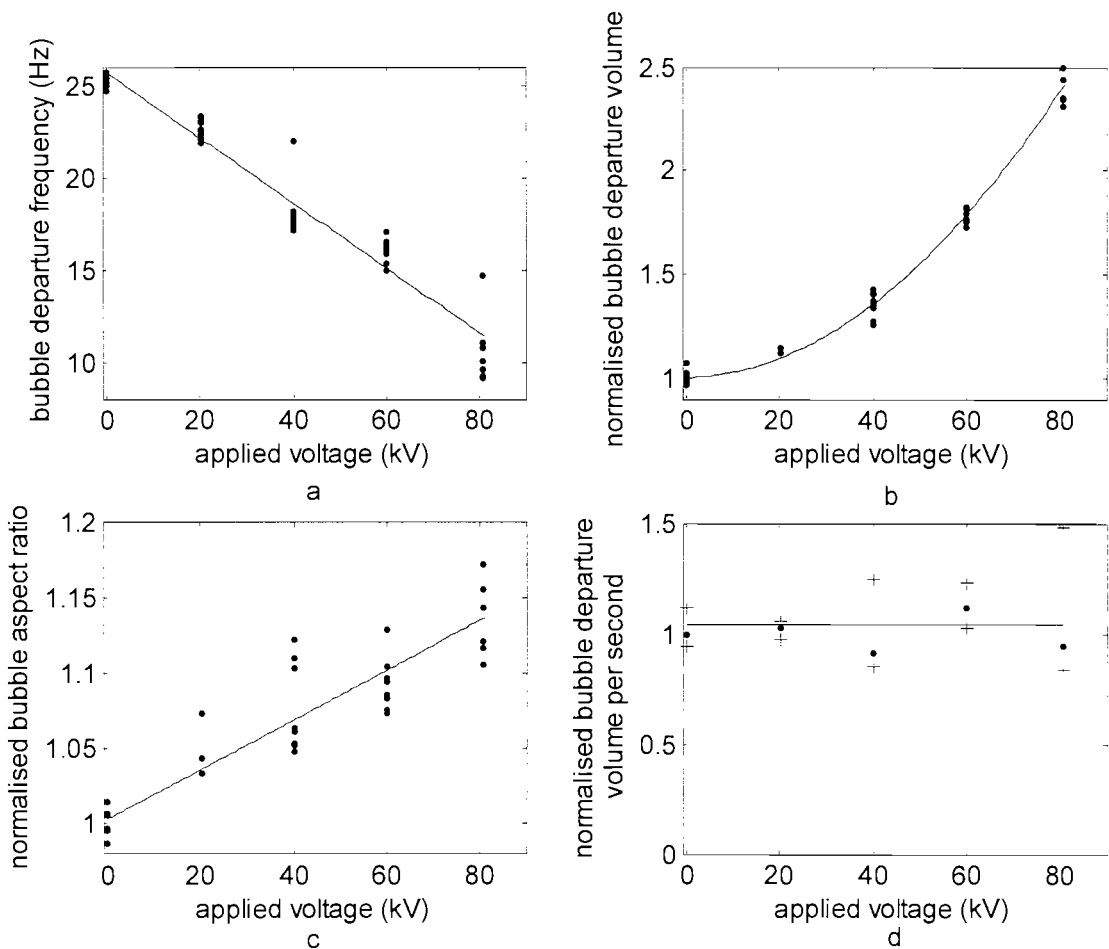 bubble departure frequency (Hz)
25
20
15
10
0 20 40 60 80
applied voltage (kV)
a
normalised bubble departure volume
2.5
2
1.5
1
0 20 40 60 80
applied voltage (kV)
b
normalised bubble aspect ratio
1.2
1.15
1.1
1.05
1
0 20 40 60 80
applied voltage (kV)
c
normalised bubble departure
volume per second
1.5
1
0.5
0
0 20 40 60 80
applied voltage (kV)
d